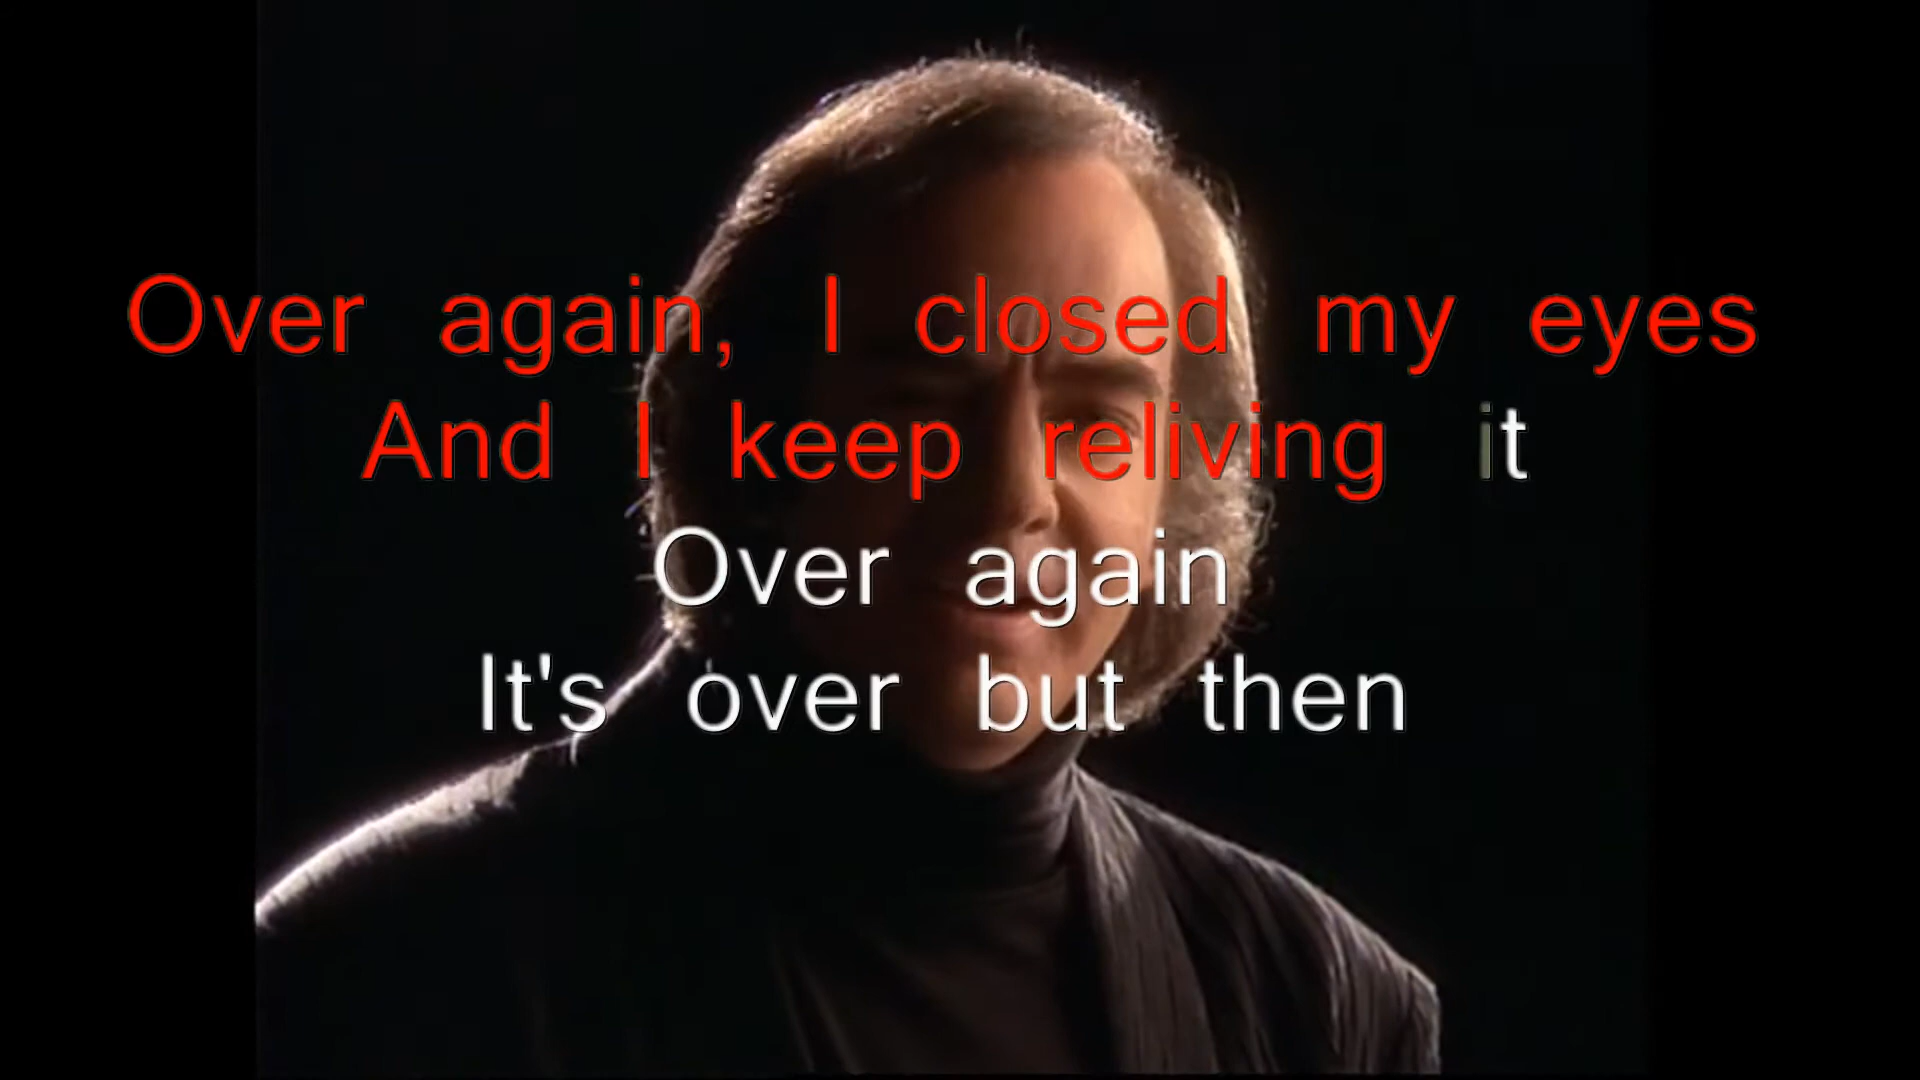 Over again, I closed my eyes
And I keep reliving it
Over again
It's over but then